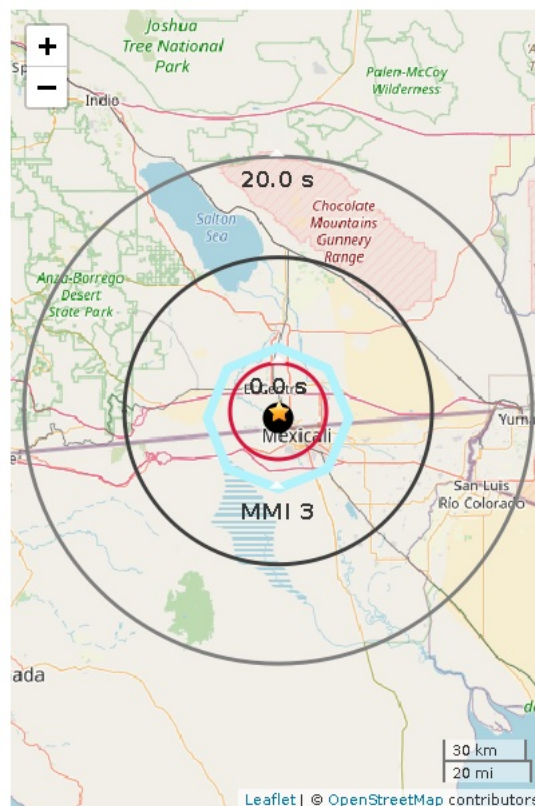 Joshua
Tree National
Park
+
−
Sp
Indio
Palen-McCoy
Wilderness
20.0 s
Salton
Sea
Chocolate
Mountains
Gunnery
Range
Anza-Borrego
Desert
State Park
0.0 s
Mexicali
Yuma
San Luis
Río Colorado
MMI 3
ada
30 km
20 mi
Leaflet | © OpenStreetMap contributors